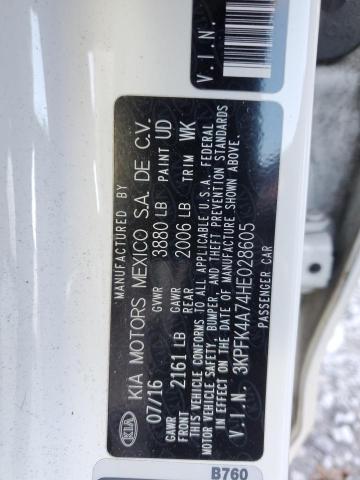 V.I.N.
MANUFACTURED BY
KIA KIA MOTORS MEXICO S.A. DE C.V.
07/16 GVWR 3880 LB PAINT UD
GAWR FRONT 2161 LB GAWR REAR 2006 LB TRIM WK
THIS VEHICLE CONFORMS TO ALL APPLICABLE U.S.A. FEDERAL
MOTOR VEHICLE SAFETY, BUMPER, AND THEFT PREVENTION STANDARDS
IN EFFECT ON THE DATE OF MANUFACTURE SHOWN ABOVE.
V.I.N. 3KPFK4A74HE028605
PASSENGER CAR
B760